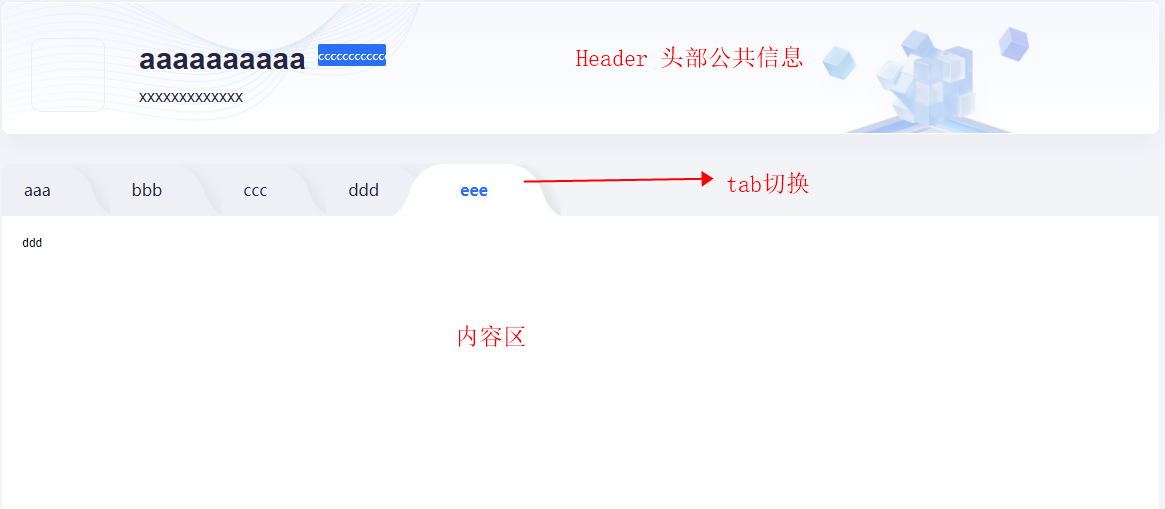 aaaaaaaaaa
Header 头部公共信息
xxxxxxxxxxxxx
aaa bbb ccc ddd eee
tab切换
ddd
内容区